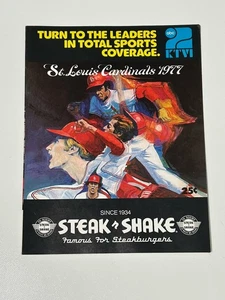 TURN TO THE LEADERS
IN TOTAL SPORTS
COVERAGE.
abc
2
KTVI
St. Louis Cardinals 1977
25¢
SINCE 1934
STEAK n SHAKE
Famous For Steakburgers